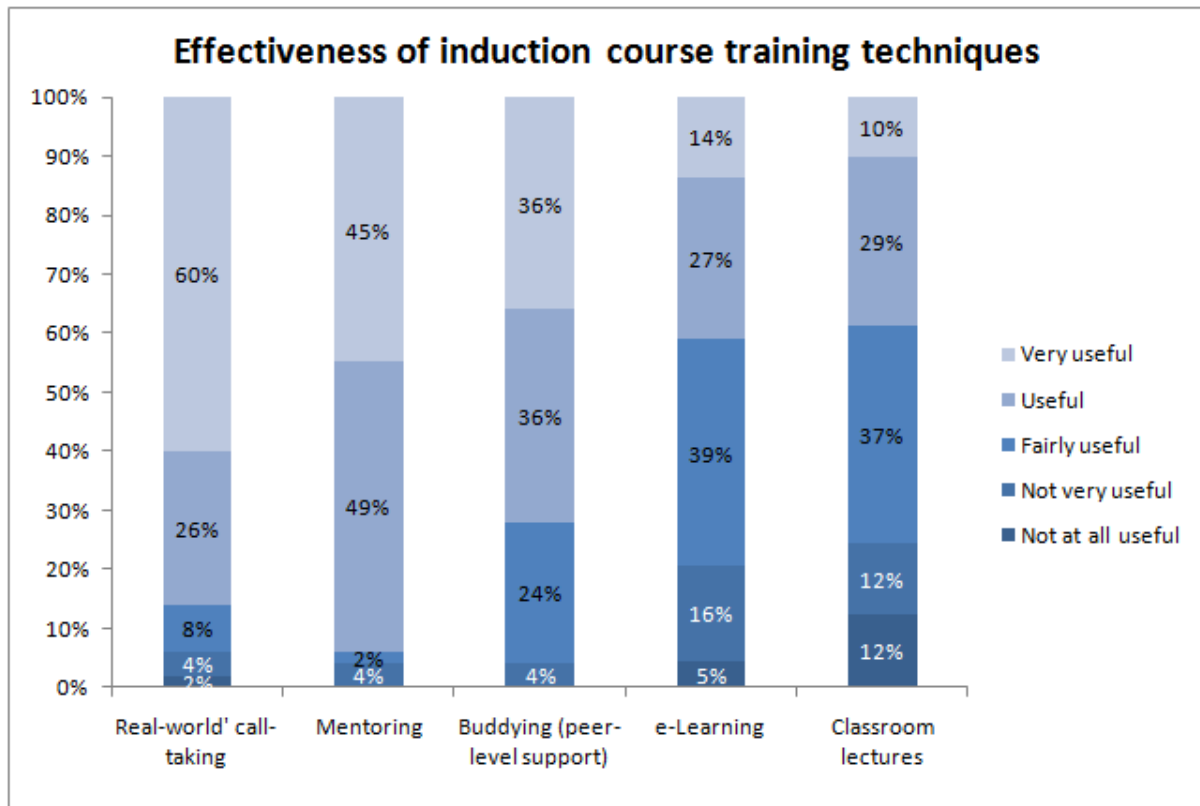 Effectiveness of induction course training techniques
100%
90%
80%
70%
60%
50%
40%
30%
20%
10%
0%
60%
26%
8%
4%
2%
45%
49%
2%
4%
36%
36%
24%
4%
14%
27%
39%
16%
5%
10%
29%
37%
12%
12%
Real-world' call-
taking
Mentoring
Buddying (peer-
level support)
e-Learning
Classroom
lectures
Very useful
Useful
Fairly useful
Not very useful
Not at all useful